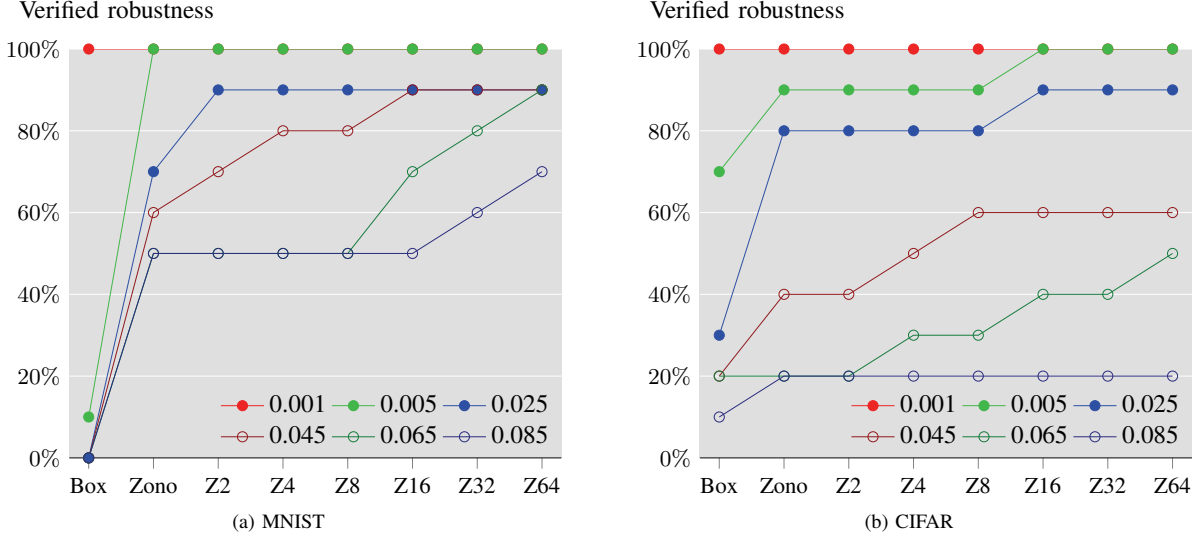 Verified robustness
100%
80%
60%
40%
20%
0%
0.001 0.005 0.025
0.045 0.065 0.085
Box Zono Z2 Z4 Z8 Z16 Z32 Z64
(a) MNIST
Verified robustness
100%
80%
60%
40%
20%
0%
0.001 0.005 0.025
0.045 0.065 0.085
Box Zono Z2 Z4 Z8 Z16 Z32 Z64
(b) CIFAR